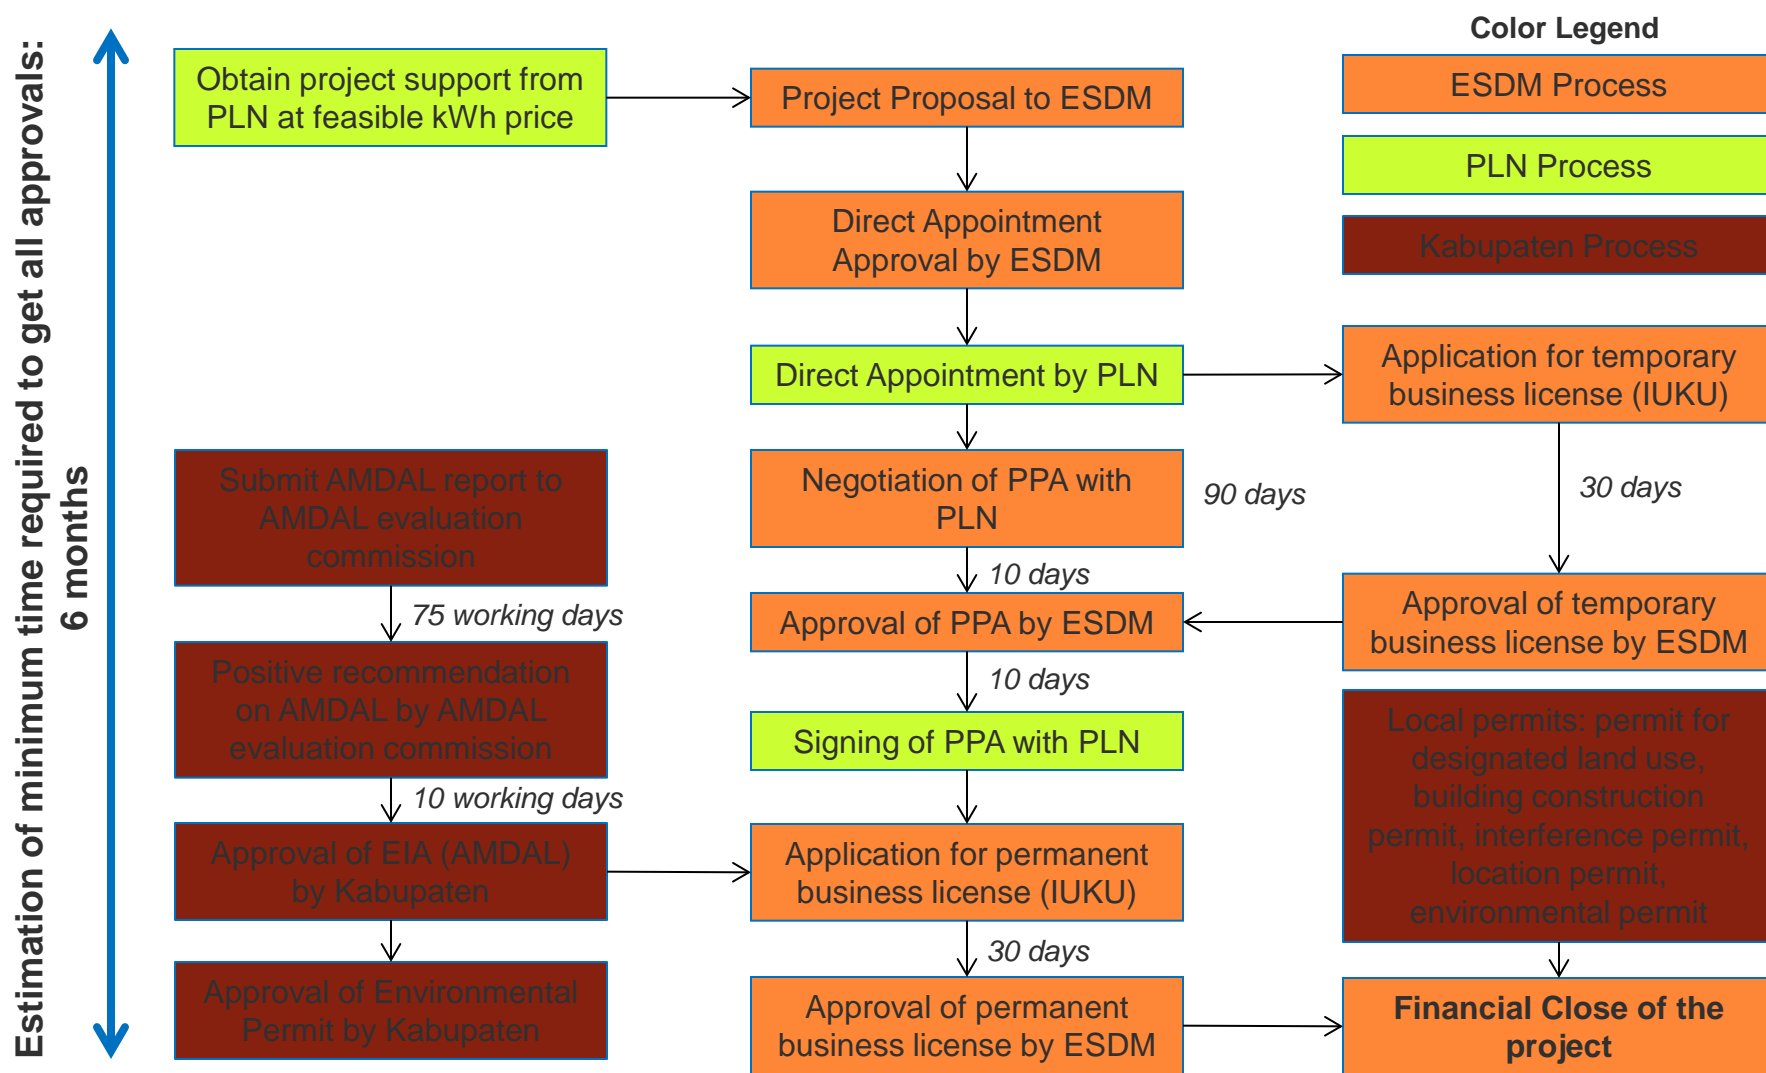 Estimation of minimum time required to get all approvals:
6 months
Obtain project support from
PLN at feasible kWh price
Project Proposal to ESDM
Direct Appointment
Approval by ESDM
Direct Appointment by PLN
Negotiation of PPA with
PLN
90 days
10 days
Approval of PPA by ESDM
10 days
Signing of PPA with PLN
Application for permanent
business license (IUKU)
30 days
Approval of permanent
business license by ESDM
Submit AMDAL report to
AMDAL evaluation
commission
75 working days
Positive recommendation
on AMDAL by AMDAL
evaluation commission
10 working days
Approval of EIA (AMDAL)
by Kabupaten
Approval of Environmental
Permit by Kabupaten
Color Legend
ESDM Process
PLN Process
Kabupaten Process
Application for temporary
business license (IUKU)
30 days
Approval of temporary
business license by ESDM
Local permits: permit for
designated land use,
building construction
permit, interference permit,
location permit,
environmental permit
Financial Close of the
project